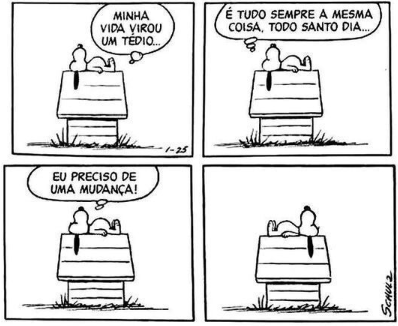 MINHA
VIDA VIROU
UM TÉDIO...
1-25
É TUDO SEMPRE A MESMA
COISA, TODO SANTO DIA...
EU PRECISO DE
UMA MUDANÇA!
SCHULZ